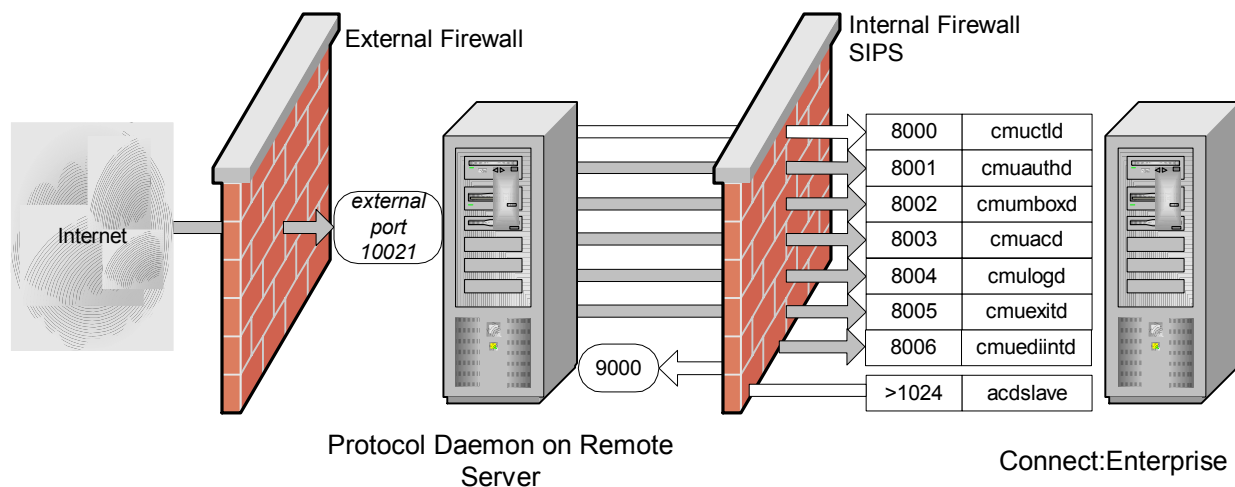 External Firewall
Internal Firewall
SIPS
Internet
external
port
10021
8000 cmuctld
8001 cmuauthd
8002 cmumboxd
8003 cmuacd
8004 cmulogd
8005 cmuexitd
8006 cmuediintd
9000
>1024 acdslave
Protocol Daemon on Remote
Server
Connect:Enterprise